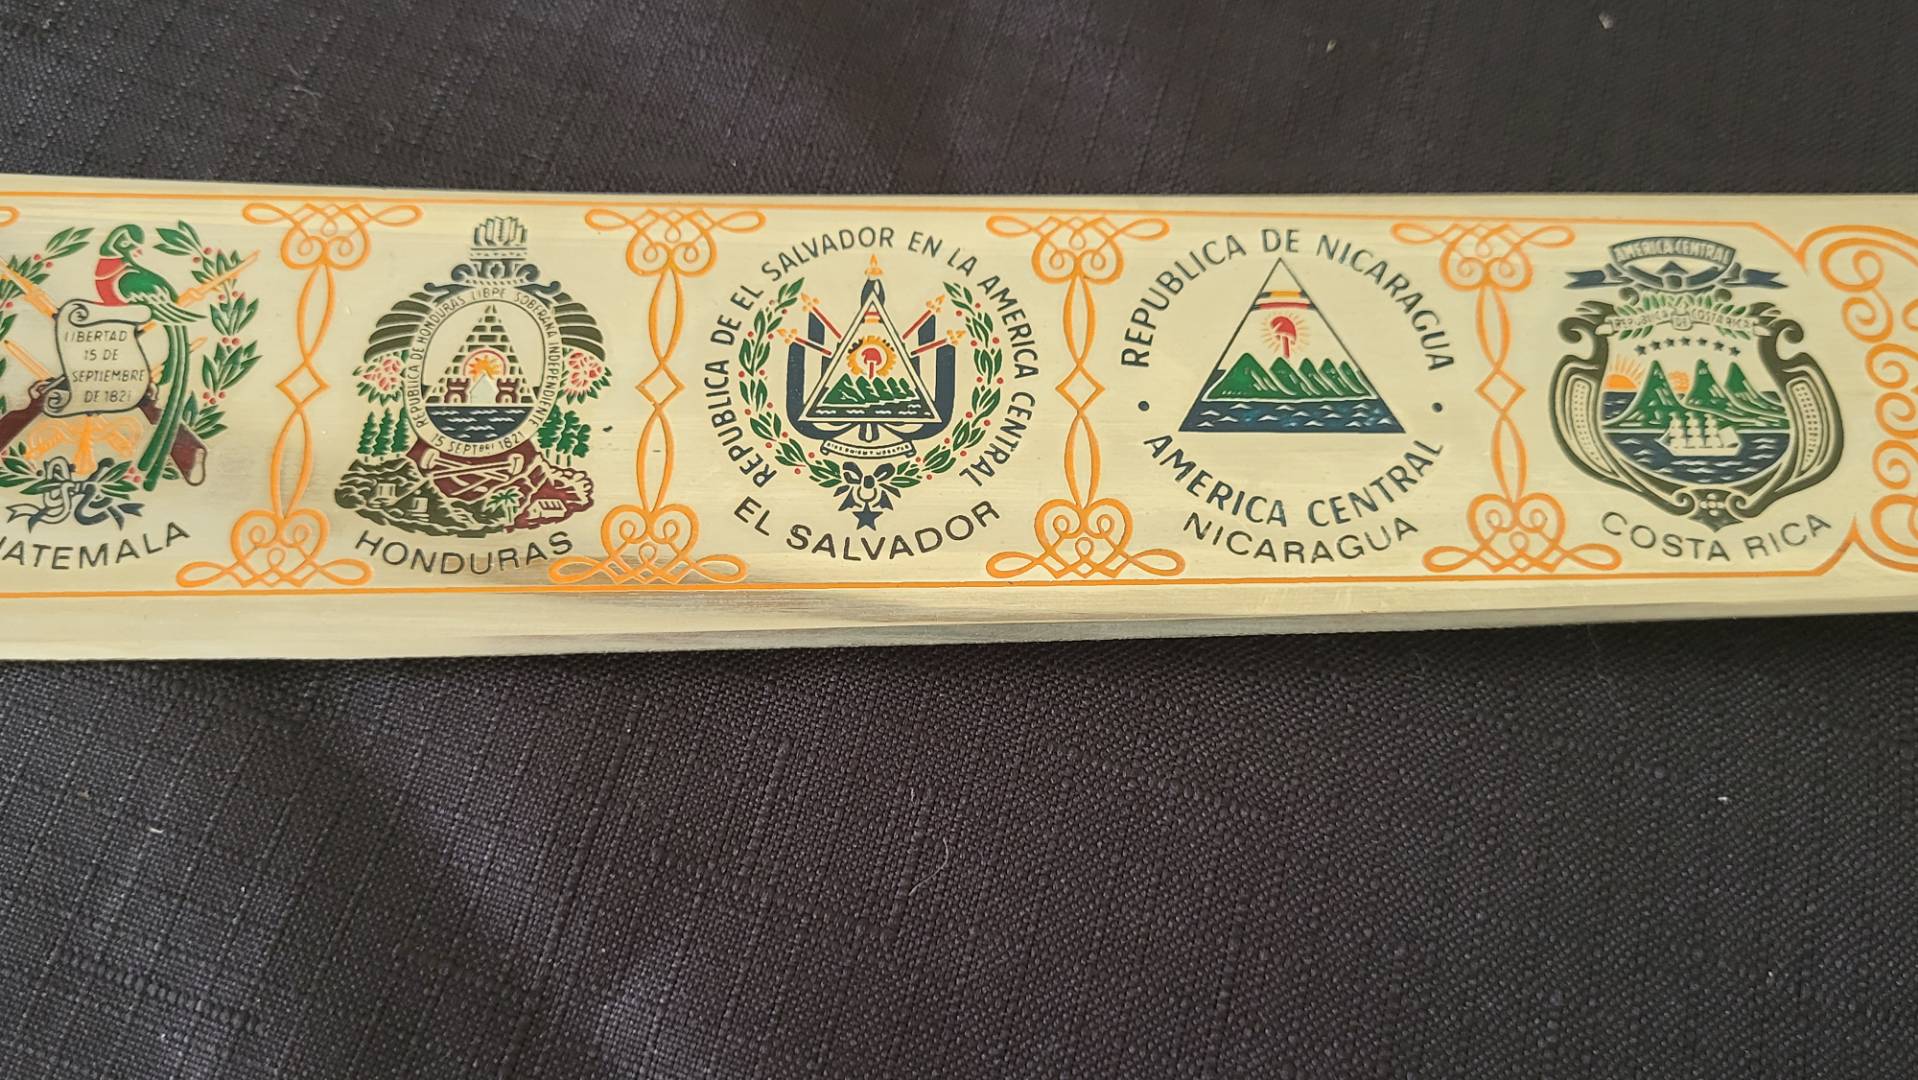 LIBERTAD
15 DE
SEPTIEMBRE
DE 1821
UATEMALA
REPUBLICA DE HONDURAS LIBRE SOBERANA INDEPENDIENTE
15 SEPTBRE 1821
HONDURAS
REPUBLICA DE EL SALVADOR EN LA AMERICA CENTRAL
EL SALVADOR
REPUBLICA DE NICARAGUA
• AMERICA CENTRAL •
NICARAGUA
AMERICA CENTRAL
REPUBLICA DE COSTA RICA
COSTA RICA